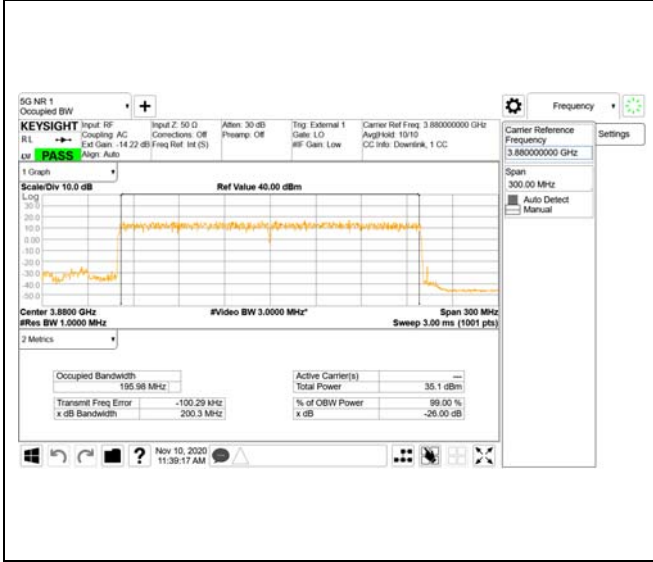 5G NR 1
Occupied BW
+
Frequency
KEYSIGHT
R L
PASS
Input: RF
Coupling: AC
Ext Gain: -14.22 dB
Align: Auto
Input Z: 50 Ω
Corrections: Off
Freq Ref: Int (S)
Atten: 30 dB
Preamp: Off
Trig: External 1
Gate: LO
#IF Gain: Low
Carrier Ref Freq: 3.880000000 GHz
Avg|Hold: 10/10
CC Info: Downlink, 1 CC
Carrier Reference
Frequency
3.880000000 GHz
Settings
Span
300.00 MHz
Auto Detect
Manual
1 Graph
Scale/Div 10.0 dB
Ref Value 40.00 dBm
Log
30.0
20.0
10.0
0.00
-10.0
-20.0
-30.0
-40.0
-50.0
Center 3.8800 GHz
#Video BW 3.0000 MHz*
Span 300 MHz
#Res BW 1.0000 MHz
Sweep 3.00 ms (1001 pts)
2 Metrics
Occupied Bandwidth
195.98 MHz
Transmit Freq Error -100.29 kHz
x dB Bandwidth 200.3 MHz
Active Carrier(s) ---
Total Power 35.1 dBm
% of OBW Power 99.00 %
x dB -26.00 dB
?
Nov 10, 2020
11:39:17 AM